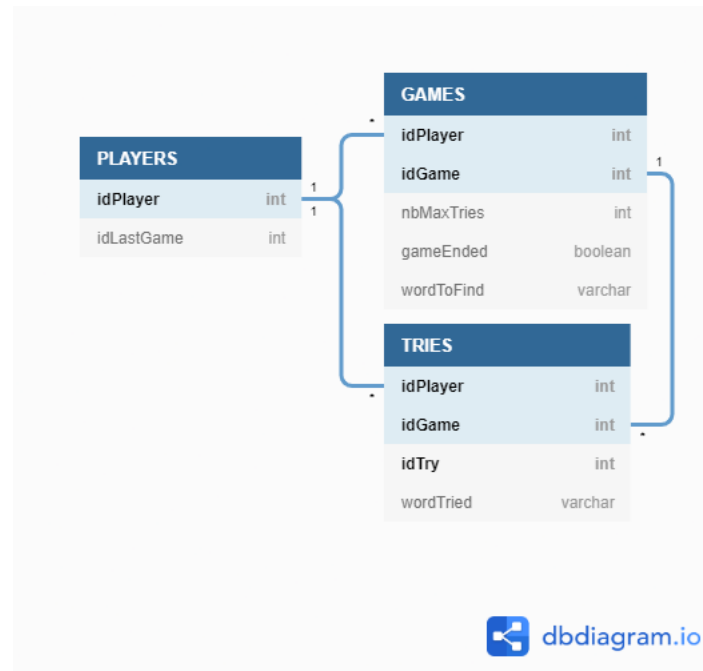 PLAYERS
idPlayer int
idLastGame int
1
1
*
GAMES
idPlayer int
idGame int
nbMaxTries int
gameEnded boolean
wordToFind varchar
1
TRIES
idPlayer int
idGame int
idTry int
wordTried varchar
*
*
dbdiagram.io